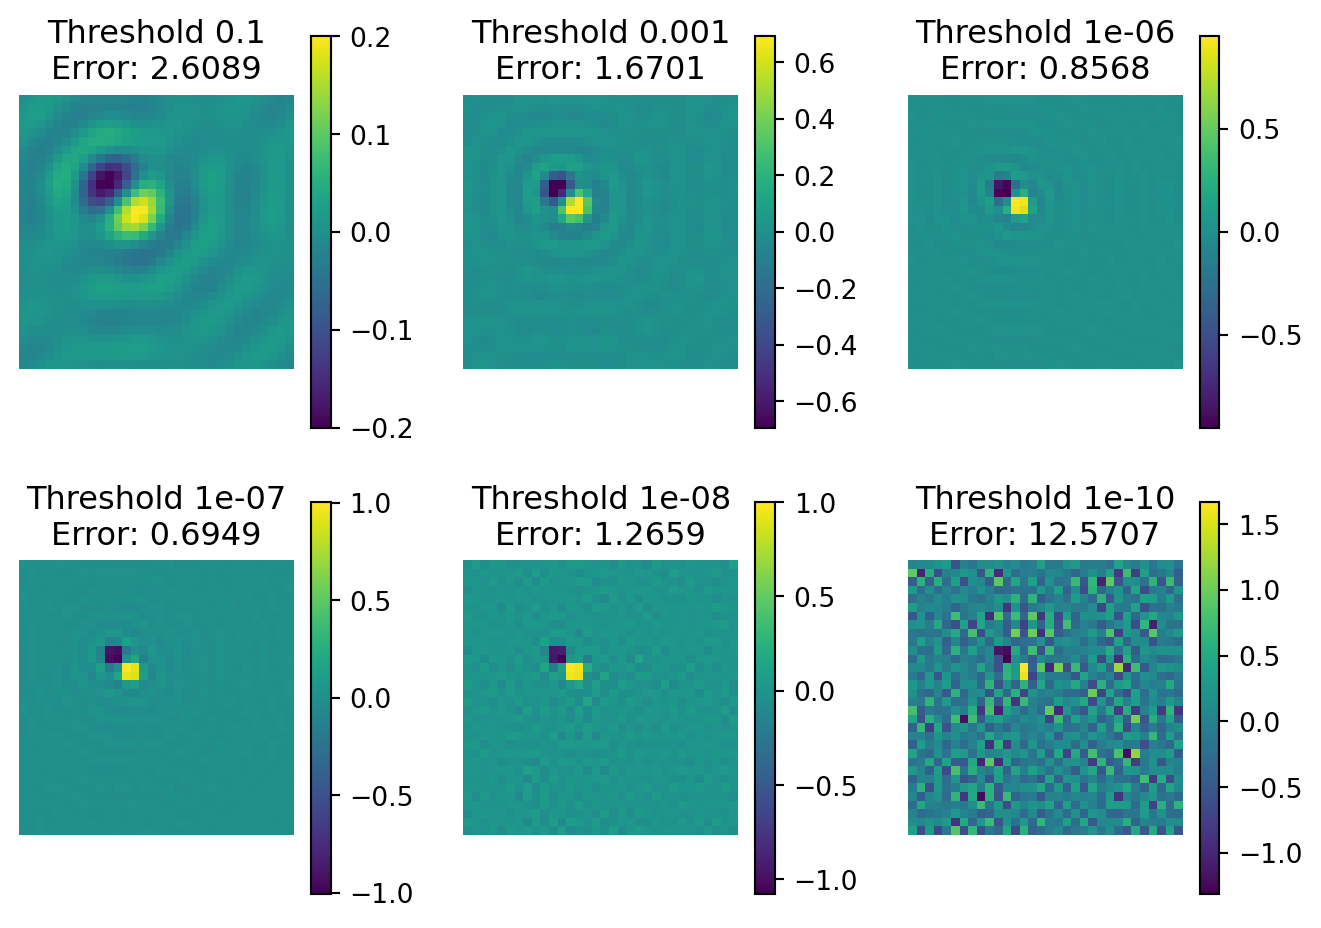 Threshold 0.1
Error: 2.6089
0.2
0.1
0.0
−0.1
−0.2
Threshold 0.001
Error: 1.6701
0.6
0.4
0.2
0.0
−0.2
−0.4
−0.6
Threshold 1e-06
Error: 0.8568
0.5
0.0
−0.5
Threshold 1e-07
Error: 0.6949
1.0
0.5
0.0
−0.5
−1.0
Threshold 1e-08
Error: 1.2659
1.0
0.5
0.0
−0.5
−1.0
Threshold 1e-10
Error: 12.5707
1.5
1.0
0.5
0.0
−0.5
−1.0